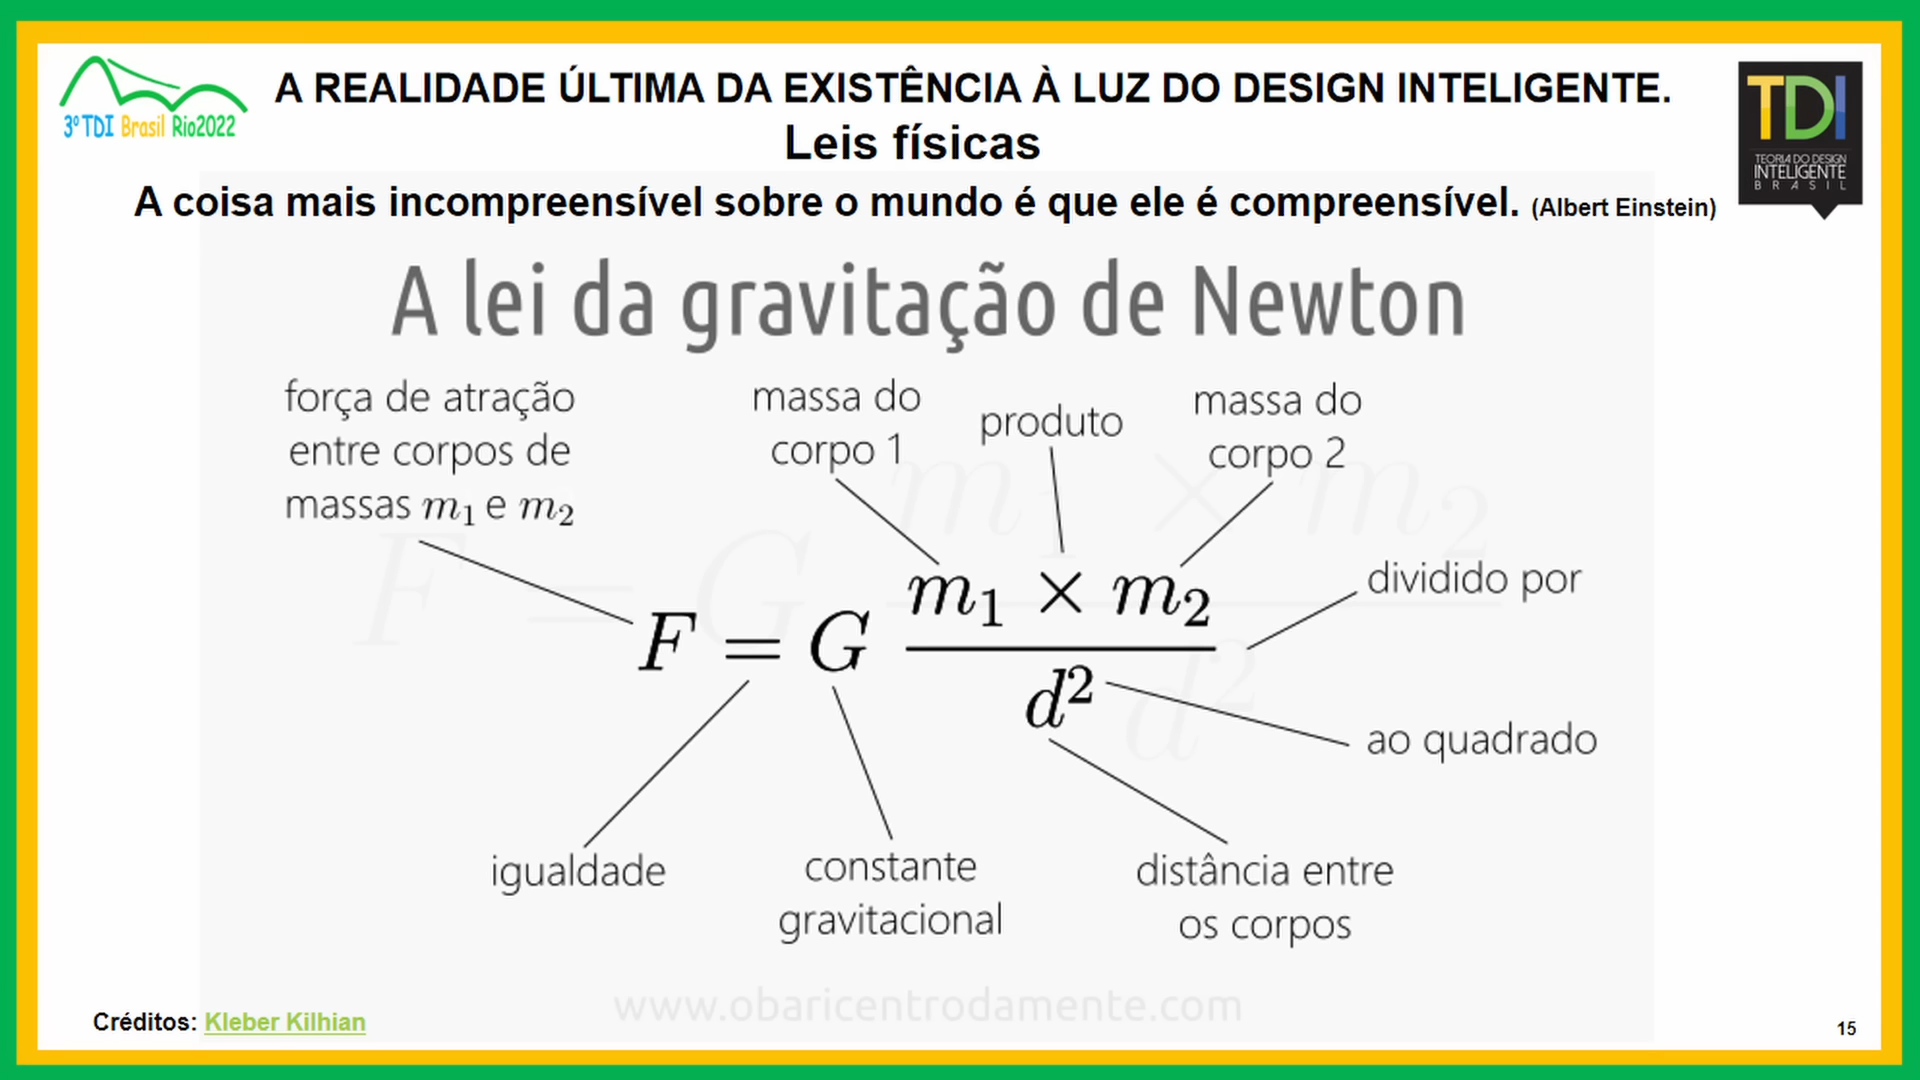 A REALIDADE ÚLTIMA DA EXISTÊNCIA À LUZ DO DESIGN INTELIGENTE.
Leis físicas
3º TDI Brasil Rio2022
TDI
TEORIA DO DESIGN
INTELIGENTE
BRASIL
A coisa mais incompreensível sobre o mundo é que ele é compreensível. (Albert Einstein)
A lei da gravitação de Newton
força de atração
entre corpos de
massas m₁ e m₂
massa do
corpo 1
produto
massa do
corpo 2
m₁ × m₂
dividido por
F = G
d²
ao quadrado
igualdade
constante
gravitacional
distância entre
os corpos
F = G m₁ × m₂
d²
www.obaricentrodamente.com
Créditos: Kleber Kilhian
15